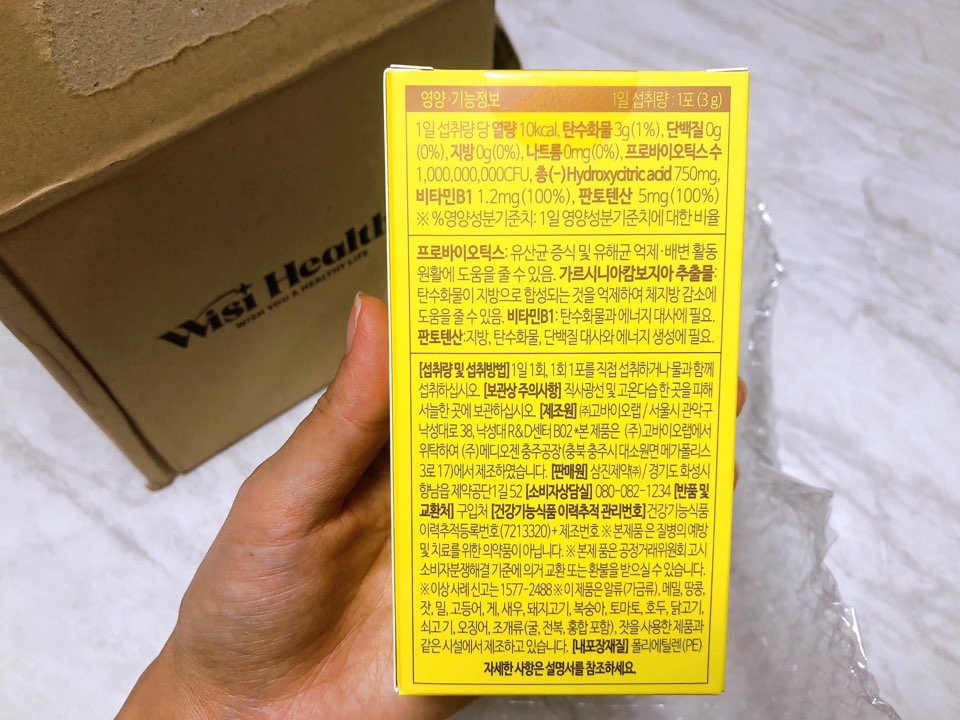 Wisi Health
WISH YOU A HEALTHY LIFE
영양·기능정보 1일 섭취량 : 1포 (3g)
1일 섭취량 당 열량 10kcal, 탄수화물 3g(1%), 단백질 0g
(0%), 지방 0g(0%), 나트륨 0mg(0%), 프로바이오틱스 수
1,000,000,000CFU, 총(-)Hydroxycitric acid 750mg,
비타민B1 1.2mg(100%), 판토텐산 5mg(100%)
※ %영양성분기준치: 1일 영양성분기준치에 대한 비율
프로바이오틱스: 유산균 증식 및 유해균 억제·배변 활동
원활에 도움을 줄 수 있음. 가르시니아캄보지아 추출물:
탄수화물이 지방으로 합성되는 것을 억제하여 체지방 감소에
도움을 줄 수 있음. 비타민B1: 탄수화물과 에너지 대사에 필요.
판토텐산:지방, 탄수화물, 단백질 대사와 에너지 생성에 필요.
[섭취량 및 섭취방법] 1일 1회, 1회 1포를 직접 섭취하거나 물과 함께
섭취하십시오. [보관상 주의사항] 직사광선 및 고온다습 한 곳을 피해
서늘한 곳에 보관하십시오. [제조원] ㈜고바이오랩 / 서울시 관악구
낙성대로 38, 낙성대 R&D센터 B02 *본 제품은 (주)고바이오랩에서
위탁하여 (주)메디오젠 충주공장(충북 충주시 대소원면 메가폴리스
3로 17)에서 제조하였습니다. [판매원] 삼진제약㈜ / 경기도 화성시
향남읍 제약공단1길 52 [소비자상담실] 080-082-1234 [반품 및
교환처] 구입처 [건강기능식품 이력추적 관리번호] 건강기능식품
이력추적등록번호(7213320) + 제조번호 ※ 본제품 은 질병의 예방
및 치료를 위한 의약품이 아닙니다. ※ 본제 품은 공정거래위원회 고시
소비자분쟁해결 기준에 의거 교환 또는 환불을 받으실 수 있습니다.
※ 이상 사례 신고는 1577-2488 ※ 이 제품은 알류(가금류), 메밀, 땅콩,
잣, 밀, 고등어, 게, 새우, 돼지고기, 복숭아, 토마토, 호두, 닭고기,
쇠고기, 오징어, 조개류(굴, 전복, 홍합 포함), 잣을 사용한 제품과
같은 시설에서 제조하고 있습니다. [내포장재질] 폴리에틸렌(PE)
자세한 사항은 설명서를 참조하세요.